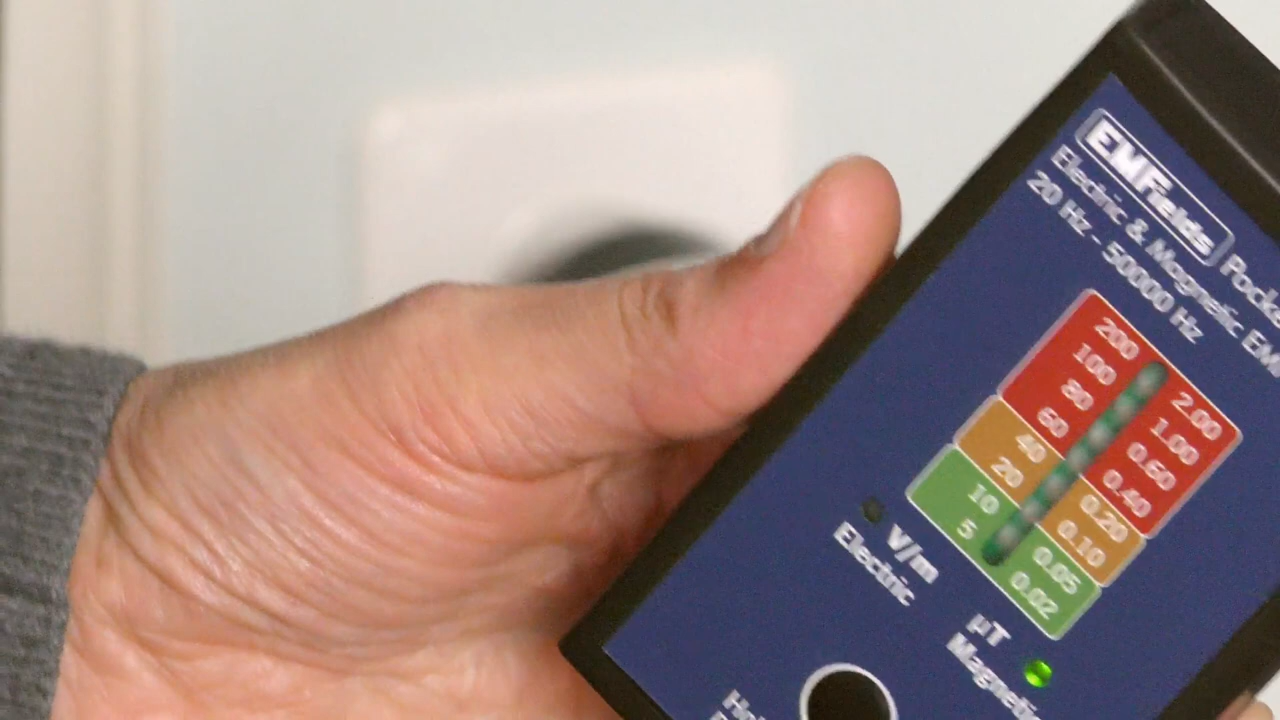 EMFields
Electric & Magnetic EM
20 Hz - 50000 Hz
200 2.00
100 1.00
80 0.60
60 0.40
40 0.20
20 0.10
10 0.05
5 0.02
V/m
Electric
µT
Magnetic